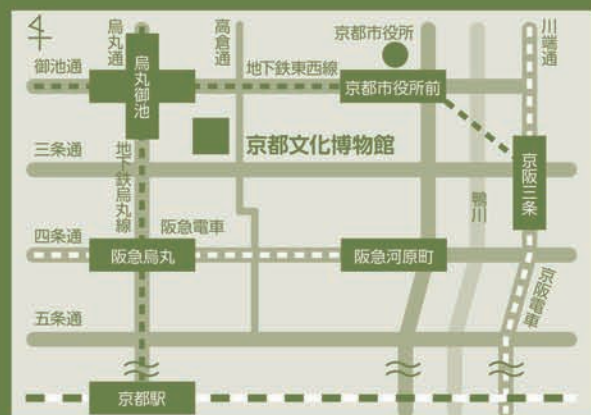 烏丸通
高倉通
京都市役所
川端通
御池通
烏丸御池
地下鉄東西線
京都市役所前
京都文化博物館
三条通
地下鉄烏丸線
京阪三条
鴨川
四条通
阪急電車
阪急烏丸
阪急河原町
京阪電車
五条通
京都駅